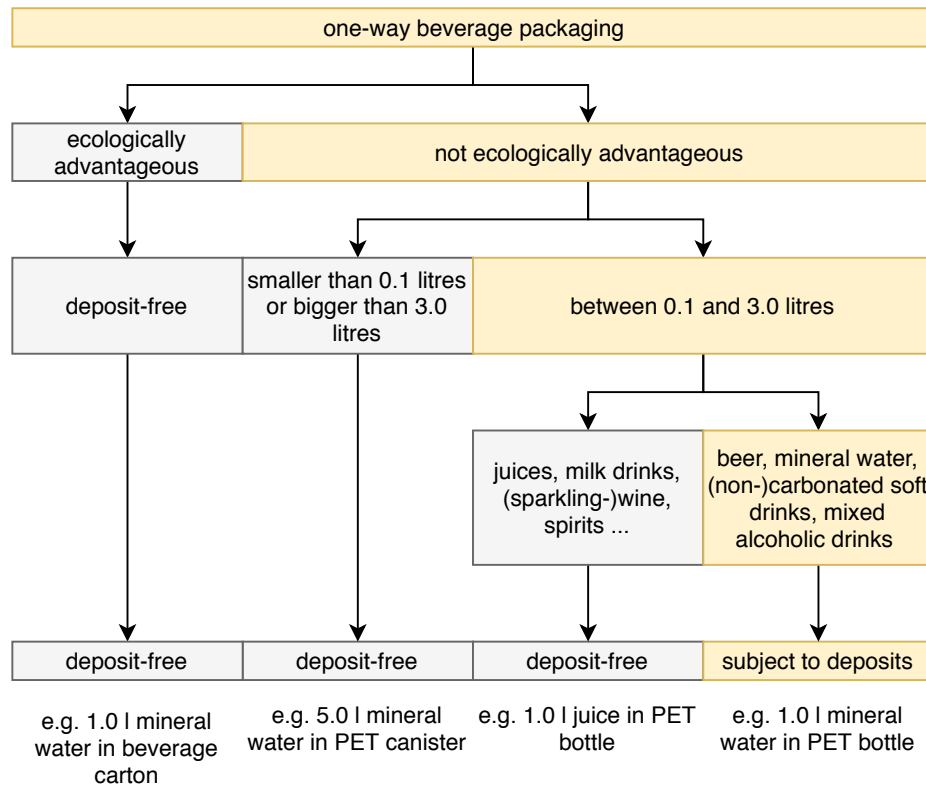 one-way beverage packaging
ecologically
advantageous
not ecologically advantageous
deposit-free
smaller than 0.1 litres
or bigger than 3.0
litres
between 0.1 and 3.0 litres
juices, milk drinks,
(sparkling-)wine,
spirits ...
beer, mineral water,
(non-)carbonated soft
drinks, mixed
alcoholic drinks
deposit-free
deposit-free
deposit-free
subject to deposits
e.g. 1.0 l mineral
water in beverage
carton
e.g. 5.0 l mineral
water in PET canister
e.g. 1.0 l juice in PET
bottle
e.g. 1.0 l mineral
water in PET bottle